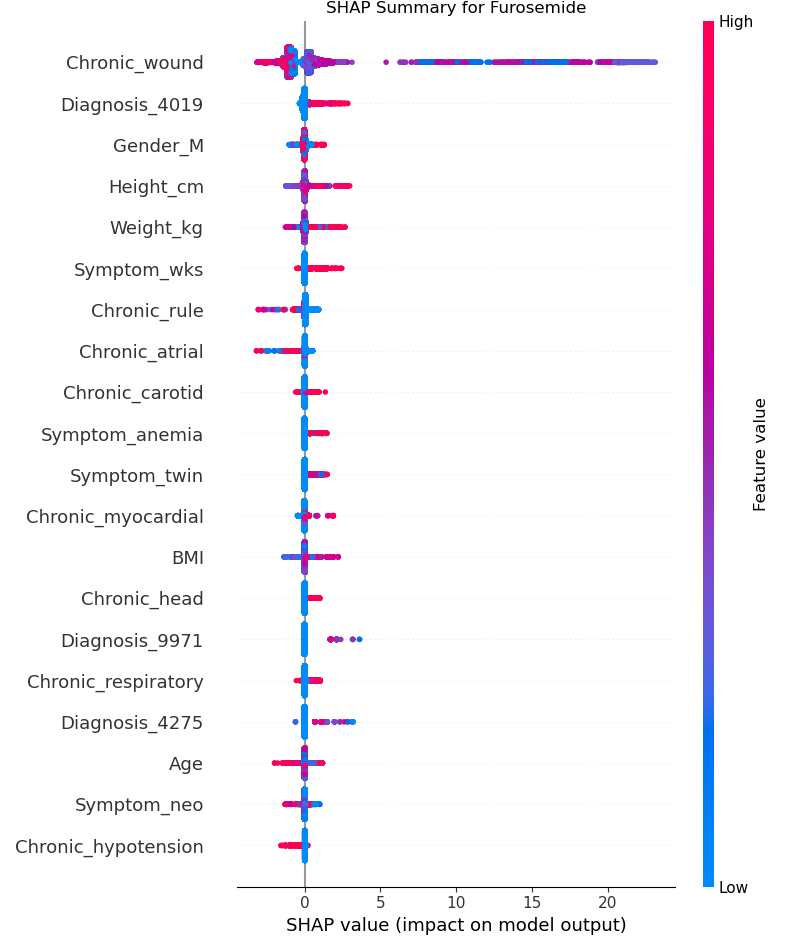 SHAP Summary for Furosemide
High
Chronic_wound
Diagnosis_4019
Gender_M
Height_cm
Weight_kg
Symptom_wks
Chronic_rule
Chronic_atrial
Chronic_carotid
Symptom_anemia
Symptom_twin
Chronic_myocardial
BMI
Chronic_head
Diagnosis_9971
Chronic_respiratory
Diagnosis_4275
Age
Symptom_neo
Chronic_hypotension
Feature value
Low
0 5 10 15 20
SHAP value (impact on model output)